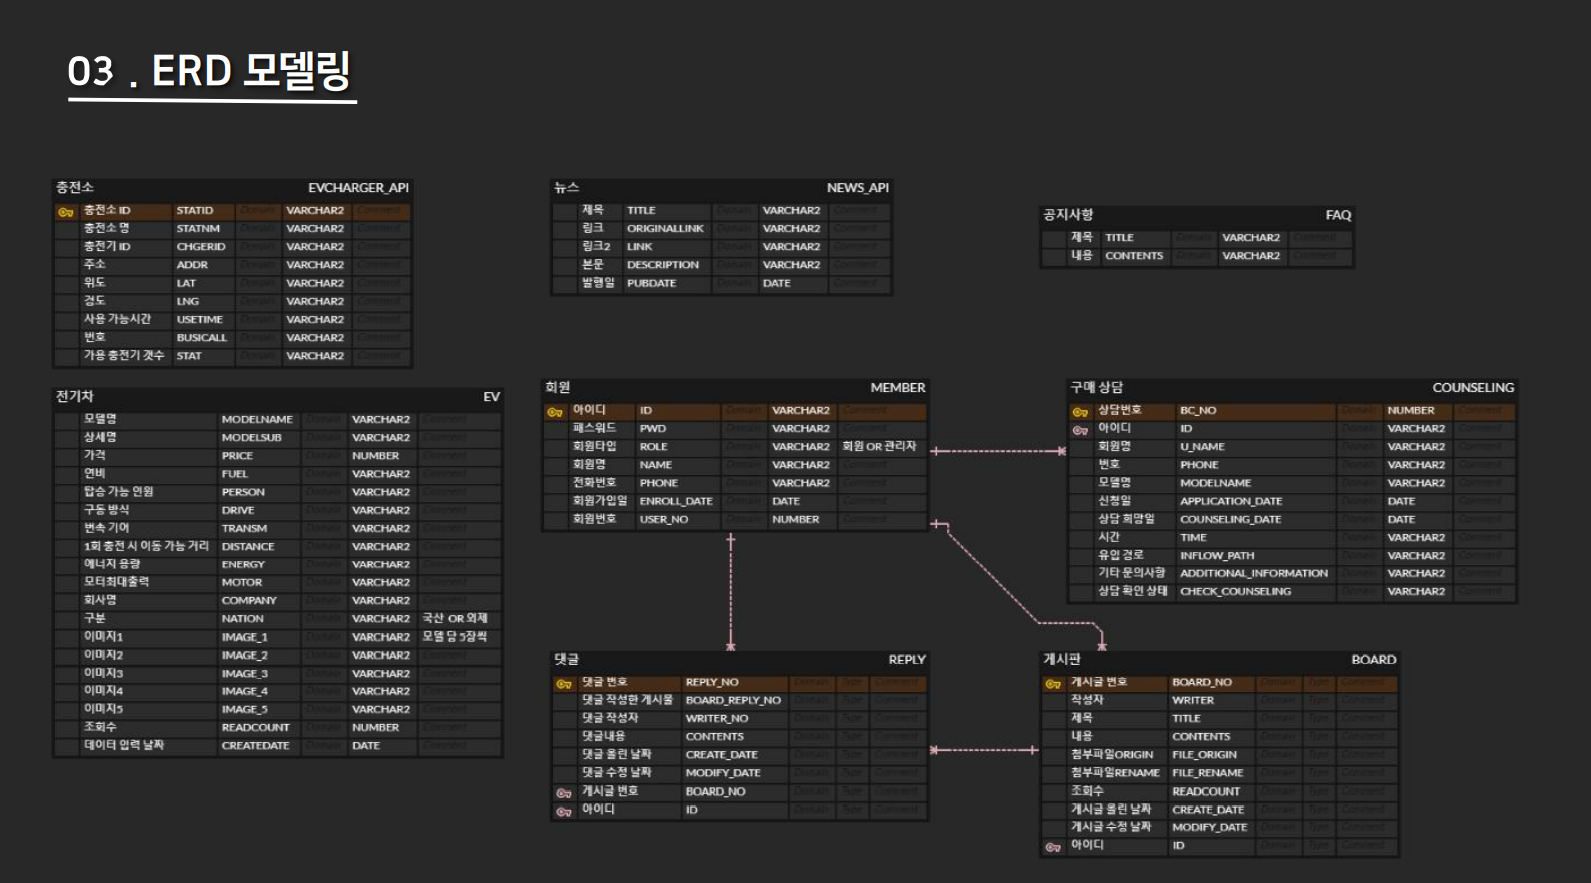 03 . ERD 모델링
충전소 EVCHARGER_API
충전소 ID STATID Domain VARCHAR2 Comment
충전소 명 STATNM Domain VARCHAR2 Comment
충전기 ID CHGERID Domain VARCHAR2 Comment
주소 ADDR Domain VARCHAR2 Comment
위도 LAT Domain VARCHAR2 Comment
경도 LNG Domain VARCHAR2 Comment
사용 가능시간 USETIME Domain VARCHAR2 Comment
번호 BUSICALL Domain VARCHAR2 Comment
가용 충전기 갯수 STAT Domain VARCHAR2 Comment
뉴스 NEWS_API
제목 TITLE Domain VARCHAR2 Comment
링크 ORIGINALLINK Domain VARCHAR2 Comment
링크2 LINK Domain VARCHAR2 Comment
본문 DESCRIPTION Domain VARCHAR2 Comment
발행일 PUBDATE Domain DATE Comment
공지사항 FAQ
제목 TITLE Domain VARCHAR2 Comment
내용 CONTENTS Domain VARCHAR2 Comment
전기차 EV
모델명 MODELNAME Domain VARCHAR2 Comment
상세명 MODELSUB Domain VARCHAR2 Comment
가격 PRICE Domain NUMBER Comment
연비 FUEL Domain VARCHAR2 Comment
탑승 가능 인원 PERSON Domain VARCHAR2 Comment
구동 방식 DRIVE Domain VARCHAR2 Comment
변속 기어 TRANSM Domain VARCHAR2 Comment
1회 충전 시 이동 가능 거리 DISTANCE Domain VARCHAR2 Comment
에너지 용량 ENERGY Domain VARCHAR2 Comment
모터최대출력 MOTOR Domain VARCHAR2 Comment
회사명 COMPANY Domain VARCHAR2 Comment
구분 NATION Domain VARCHAR2 국산 OR 외제
이미지1 IMAGE_1 Domain VARCHAR2 모델 담 5장씩
이미지2 IMAGE_2 Domain VARCHAR2 Comment
이미지3 IMAGE_3 Domain VARCHAR2 Comment
이미지4 IMAGE_4 Domain VARCHAR2 Comment
이미지5 IMAGE_5 Domain VARCHAR2 Comment
조회수 READCOUNT Domain NUMBER Comment
데이터 입력 날짜 CREATEDATE Domain DATE Comment
회원 MEMBER
아이디 ID Domain VARCHAR2 Comment
패스워드 PWD Domain VARCHAR2 Comment
회원타입 ROLE Domain VARCHAR2 회원 OR 관리자
회원명 NAME Domain VARCHAR2 Comment
전화번호 PHONE Domain VARCHAR2 Comment
회원가입일 ENROLL_DATE Domain DATE Comment
회원번호 USER_NO Domain NUMBER Comment
구매 상담 COUNSELING
상담번호 BC_NO Domain NUMBER Comment
아이디 ID Domain VARCHAR2 Comment
회원명 U_NAME Domain VARCHAR2 Comment
번호 PHONE Domain VARCHAR2 Comment
모델명 MODELNAME Domain VARCHAR2 Comment
신청일 APPLICATION_DATE Domain DATE Comment
상담 희망일 COUNSELING_DATE Domain DATE Comment
시간 TIME Domain VARCHAR2 Comment
유입 경로 INFLOW_PATH Domain VARCHAR2 Comment
기타 문의사항 ADDITIONAL_INFORMATION Domain VARCHAR2 Comment
상담 확인 상태 CHECK_COUNSELING Domain VARCHAR2 Comment
댓글 REPLY
댓글 번호 REPLY_NO Domain Type Comment
댓글 작성한 게시물 BOARD_REPLY_NO Domain Type Comment
댓글 작성자 WRITER_NO Domain Type Comment
댓글내용 CONTENTS Domain Type Comment
댓글 올린 날짜 CREATE_DATE Domain Type Comment
댓글 수정 날짜 MODIFY_DATE Domain Type Comment
게시글 번호 BOARD_NO Domain Type Comment
아이디 ID Domain Type Comment
게시판 BOARD
게시글 번호 BOARD_NO Domain Type Comment
작성자 WRITER Domain Type Comment
제목 TITLE Domain Type Comment
내용 CONTENTS Domain Type Comment
첨부파일ORIGIN FILE_ORIGIN Domain Type Comment
첨부파일RENAME FILE_RENAME Domain Type Comment
조회수 READCOUNT Domain Type Comment
게시글 올린 날짜 CREATE_DATE Domain Type Comment
게시글 수정 날짜 MODIFY_DATE Domain Type Comment
아이디 ID Domain Type Comment